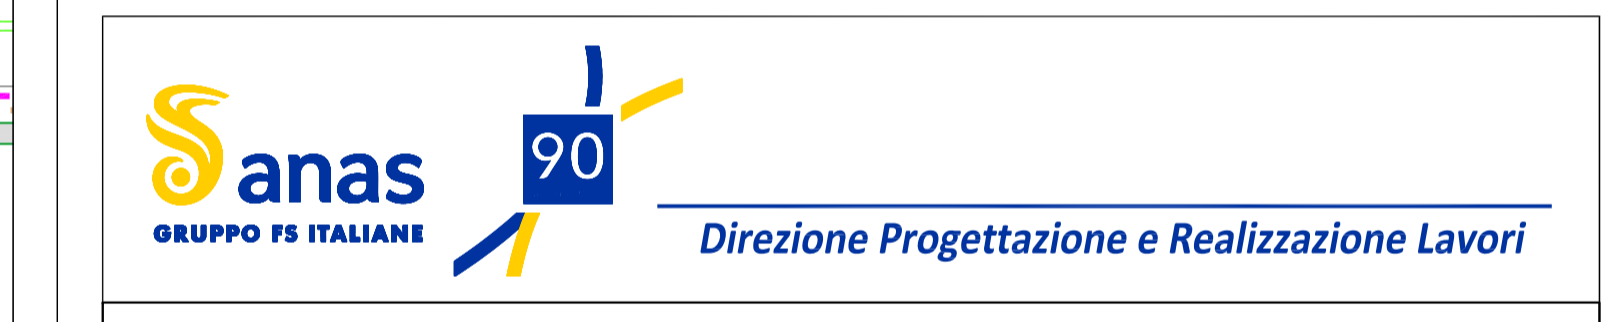 anas
GRUPPO FS ITALIANE
90
Direzione Progettazione e Realizzazione Lavori